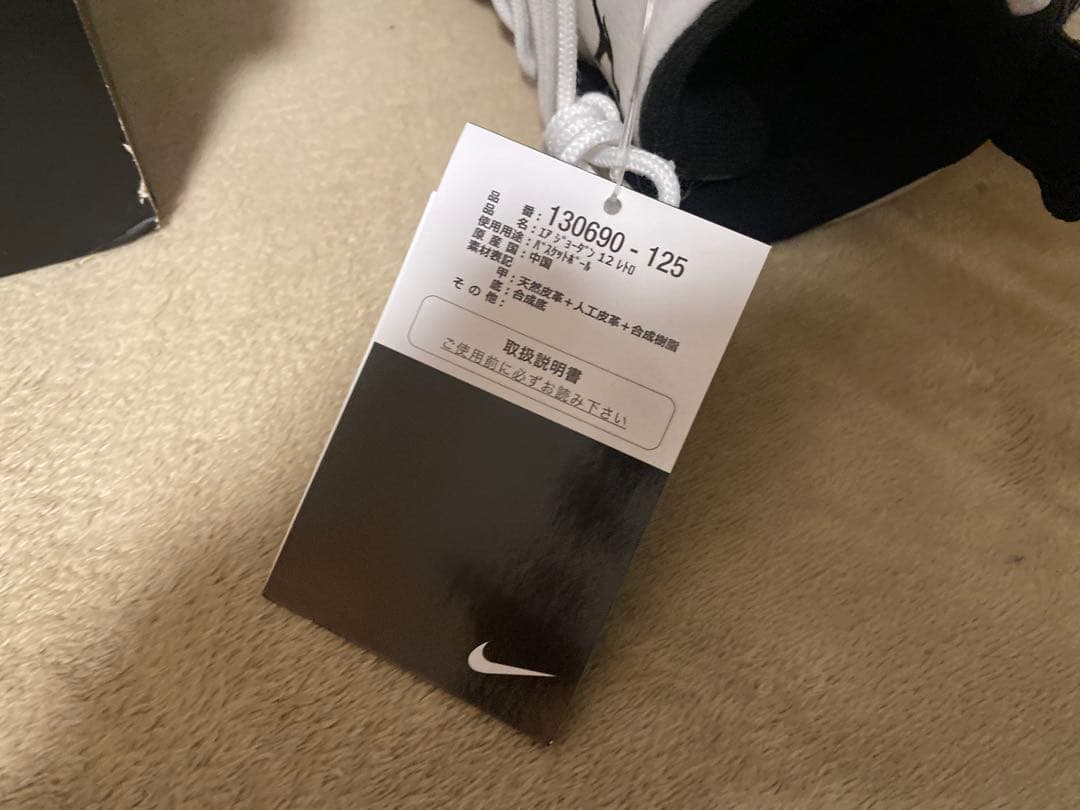 品番：130690 - 125
品名：ｴｱ ｼﾞｮｰﾀﾞﾝ 12 ﾚﾄﾛ
使用用途：ﾊﾞｽｹｯﾄﾎﾞｰﾙ
原産国：中国
素材表記
甲：天然皮革＋人工皮革＋合成樹脂
底：合成底
その他：
取扱説明書
ご使用前に必ずお読み下さい